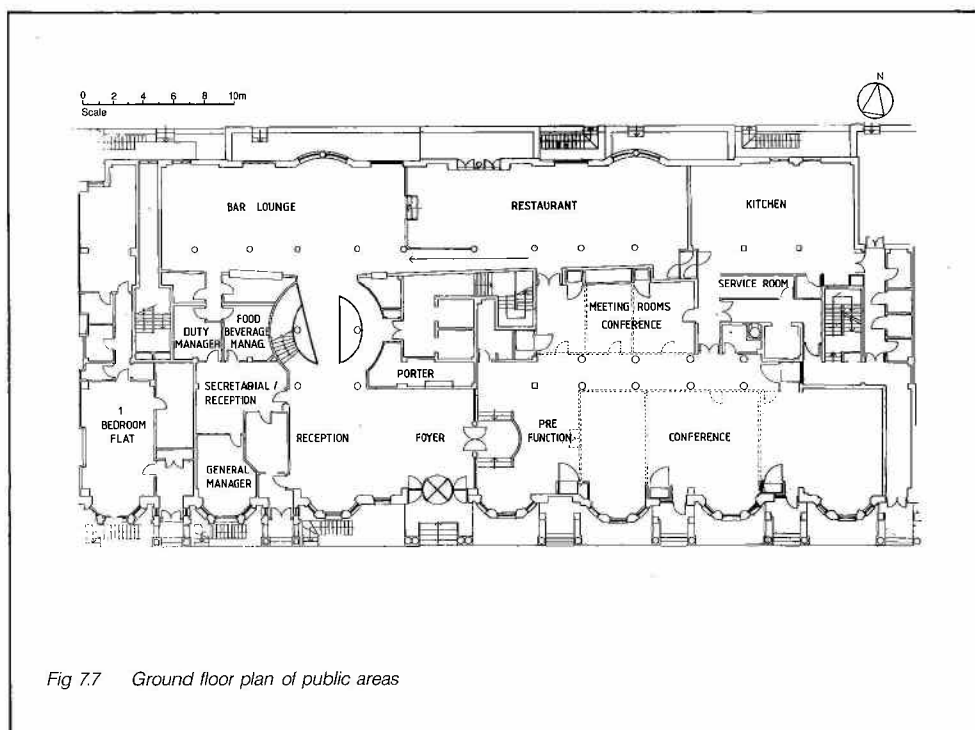 0 2 4 6 8 10m
Scale
N
BAR LOUNGE
RESTAURANT
KITCHEN
SERVICE ROOM
MEETING ROOMS
CONFERENCE
DUTY
MANAGER
FOOD
BEVERAGE
MANAG.
PORTER
SECRETARIAL /
RECEPTION
1
BEDROOM
FLAT
RECEPTION
FOYER
PRE
FUNCTION
CONFERENCE
GENERAL
MANAGER
Fig 7.7 Ground floor plan of public areas